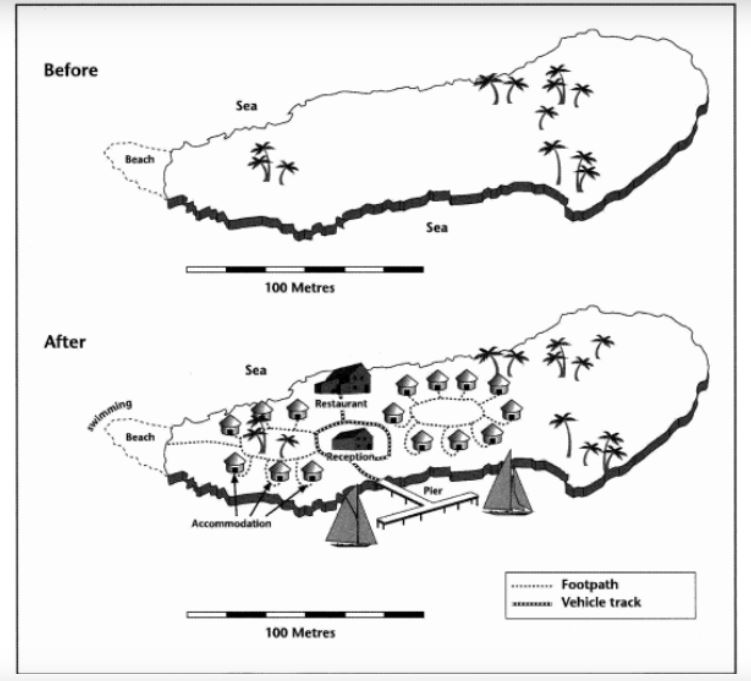 Before
Sea
Beach
Sea
100 Metres
After
Sea
Restaurant
swimming
Beach
Reception
Pier
Accommodation
Footpath
Vehicle track
100 Metres